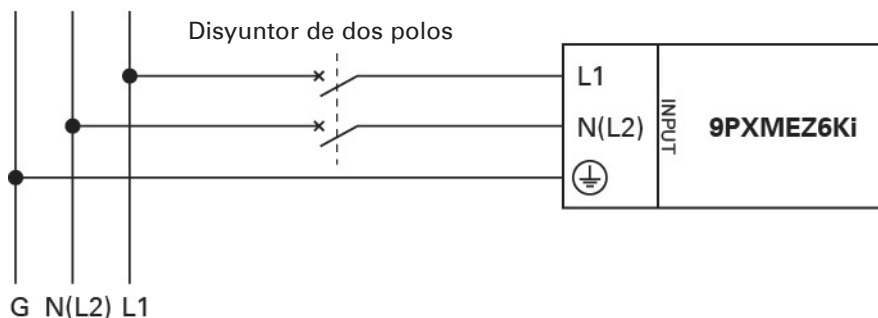 Disyuntor de dos polos
L1
N(L2)
INPUT
9PXMEZ6Ki
G N(L2) L1